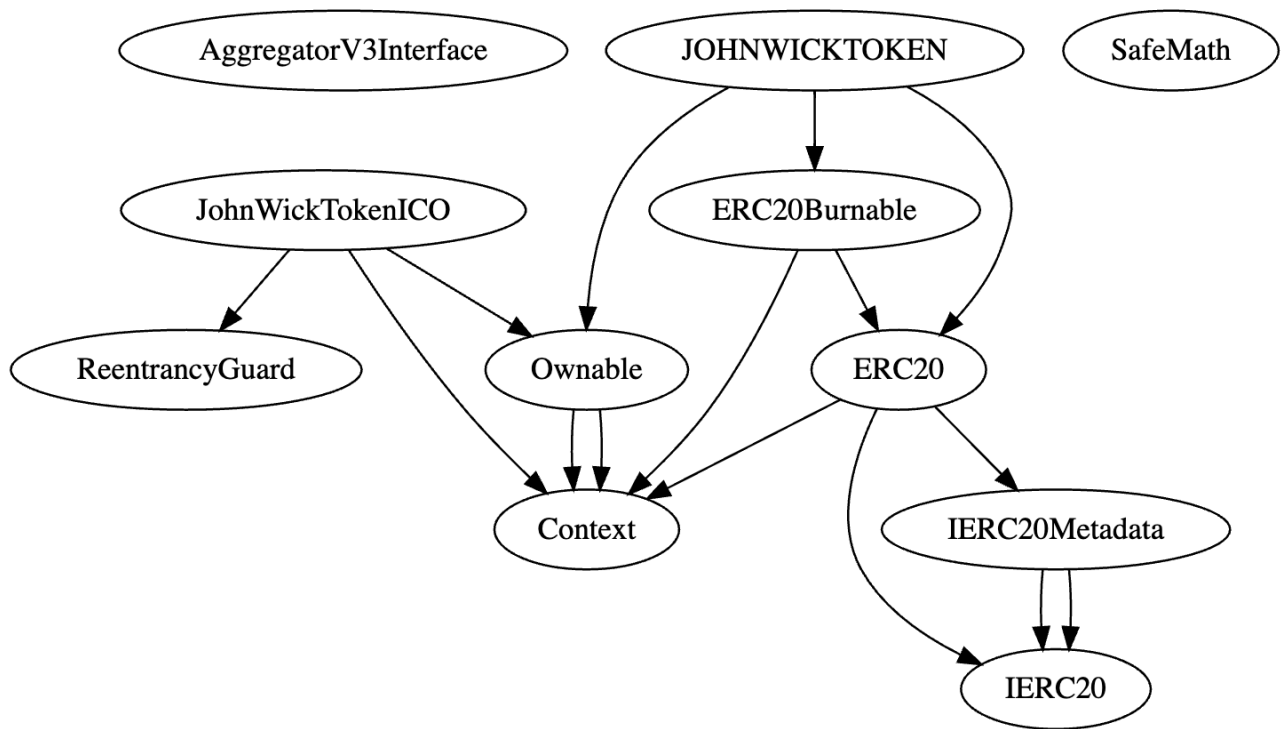 AggregatorV3Interface
JOHNWICKTOKEN
SafeMath
JohnWickTokenICO
ERC20Burnable
ReentrancyGuard
Ownable
ERC20
Context
IERC20Metadata
IERC20